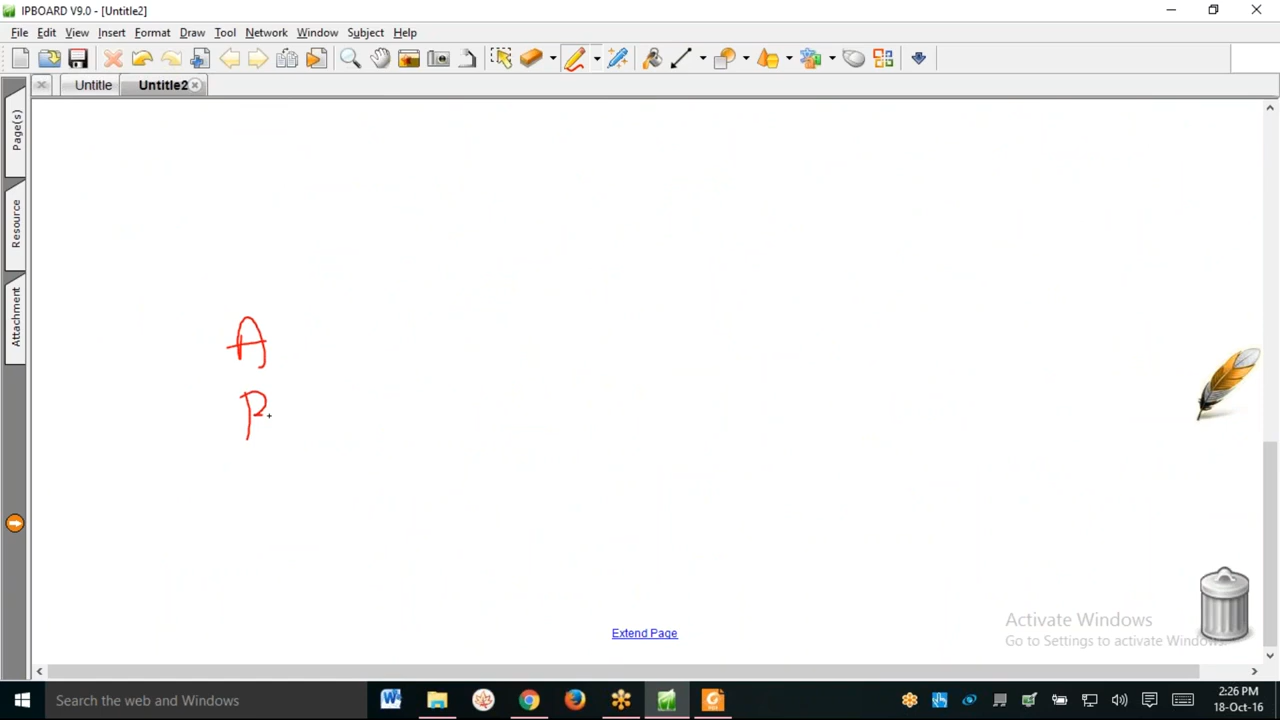 IPBOARD V9.0 - [Untitle2]
File Edit View Insert Format Draw Tool Network Window Subject Help
Untitle Untitle2
Page(s)
Resource
Attachment
A
P
Extend Page
Activate Windows
Go to Settings to activate Windows.
Search the web and Windows
2:26 PM
18-Oct-16